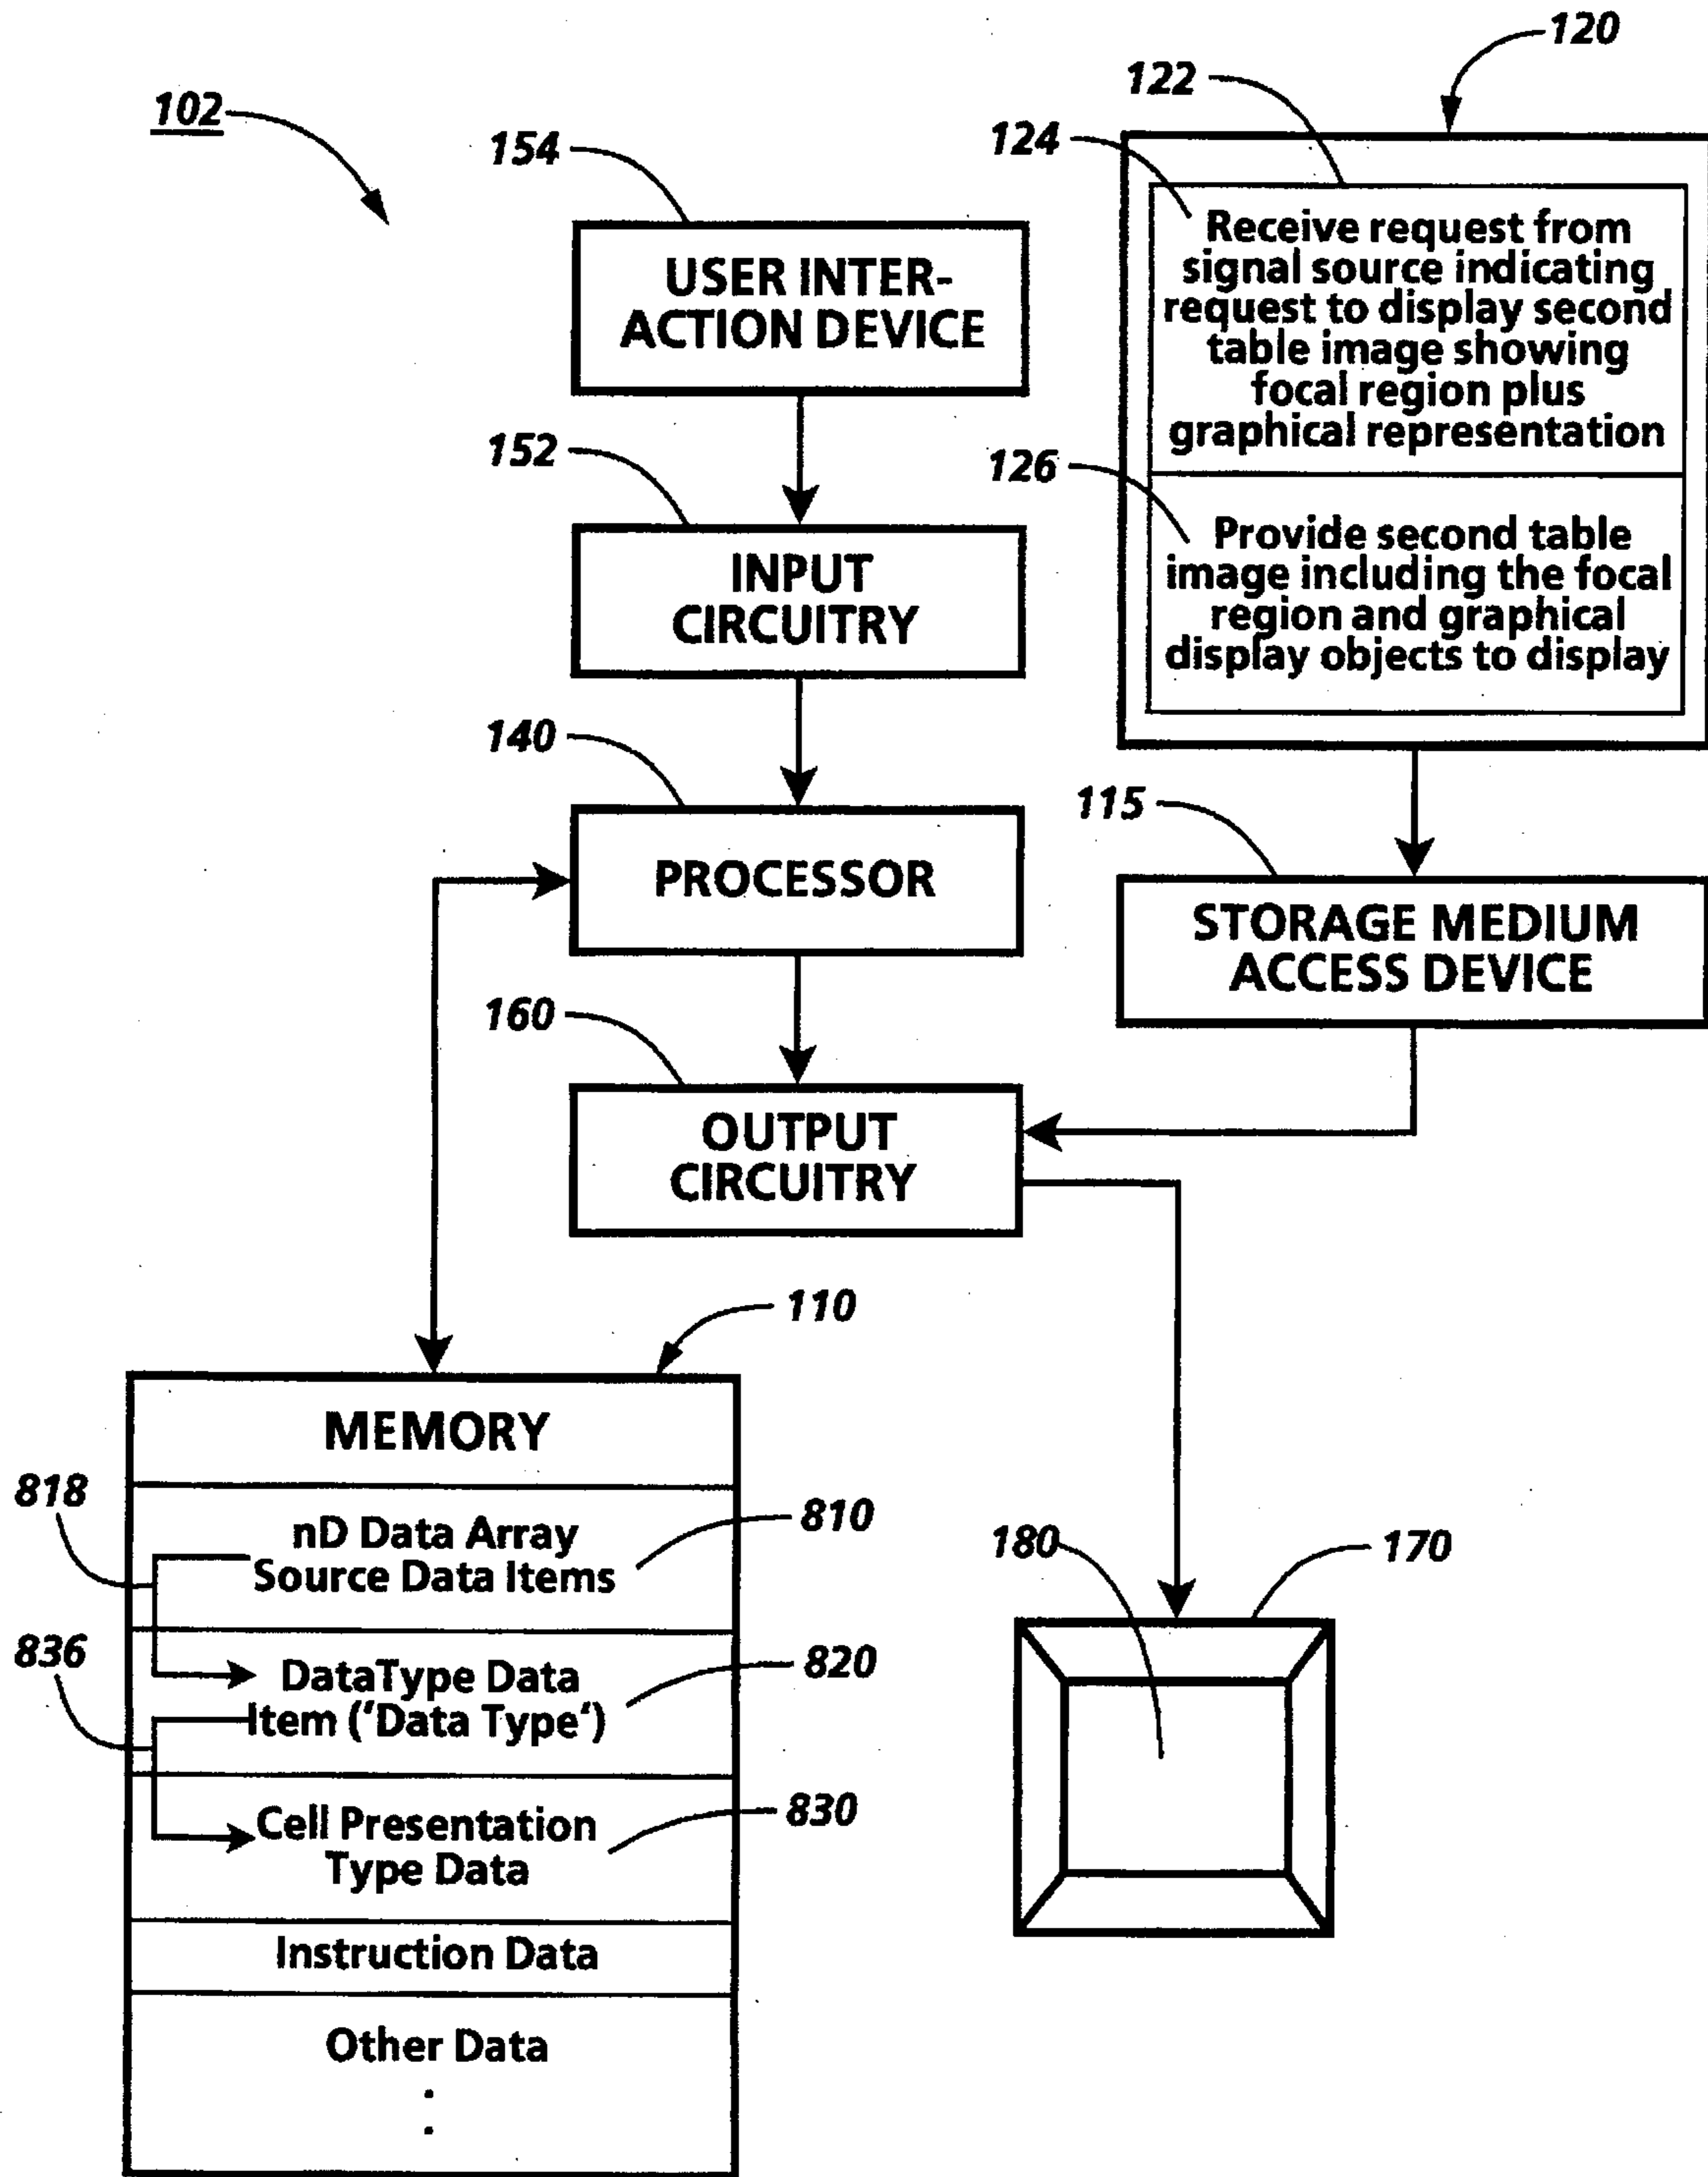 120
122
102
124
154
Receive request from
signal source indicating
request to display second
table image showing
focal region plus
graphical representation
USER INTER-
ACTION DEVICE
152
126
Provide second table
image including the focal
region and graphical
display objects to display
INPUT
CIRCUITRY
140
115
PROCESSOR
STORAGE MEDIUM
ACCESS DEVICE
160
OUTPUT
CIRCUITRY
110
MEMORY
818
nD Data Array
Source Data Items
810
180
170
836
DataType Data
Item ('Data Type')
820
Cell Presentation
Type Data
830
Instruction Data
Other Data